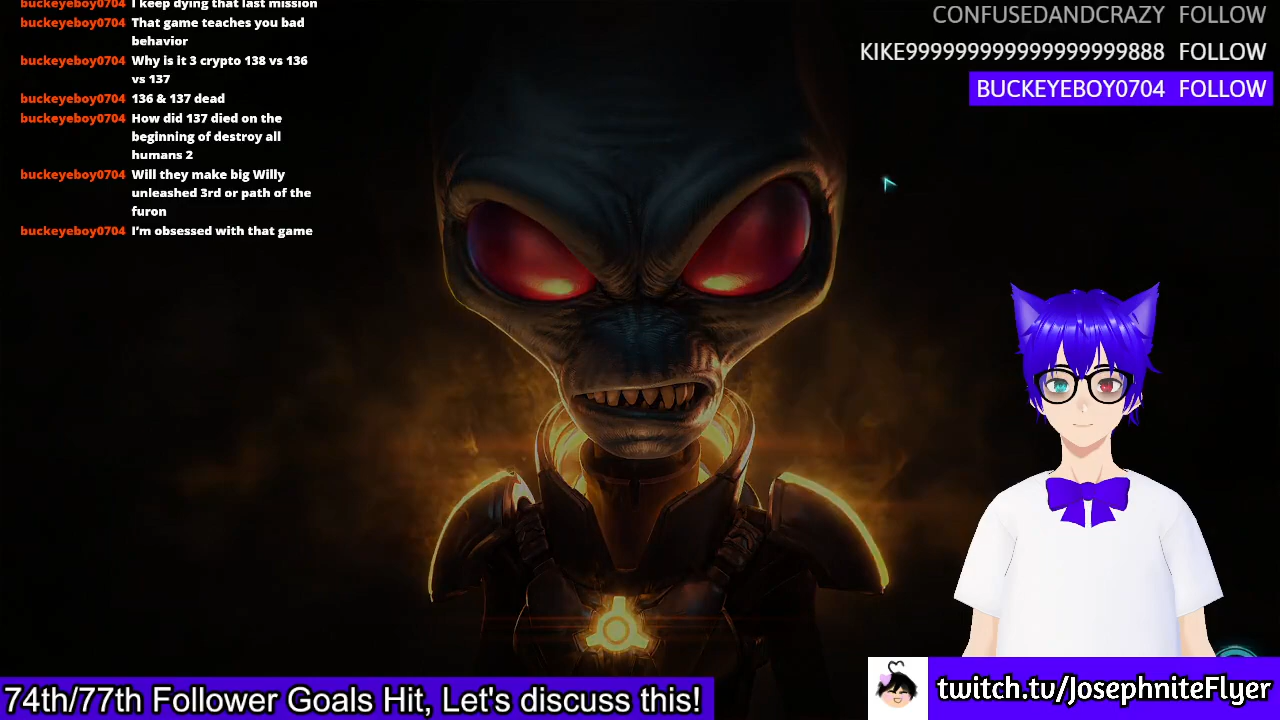 buckeyeboy0704 I keep dying that last mission
buckeyeboy0704 That game teaches you bad
behavior
buckeyeboy0704 Why is it 3 crypto 138 vs 136
vs 137
buckeyeboy0704 136 & 137 dead
buckeyeboy0704 How did 137 died on the
beginning of destroy all
humans 2
buckeyeboy0704 Will they make big Willy
unleashed 3rd or path of the
furon
buckeyeboy0704 I'm obsessed with that game
CONFUSEDANDCRAZY FOLLOW
KIKE999999999999999999888 FOLLOW
BUCKEYEBOY0704 FOLLOW
74th/77th Follower Goals Hit, Let's discuss this!
twitch.tv/JosephniteFlyer